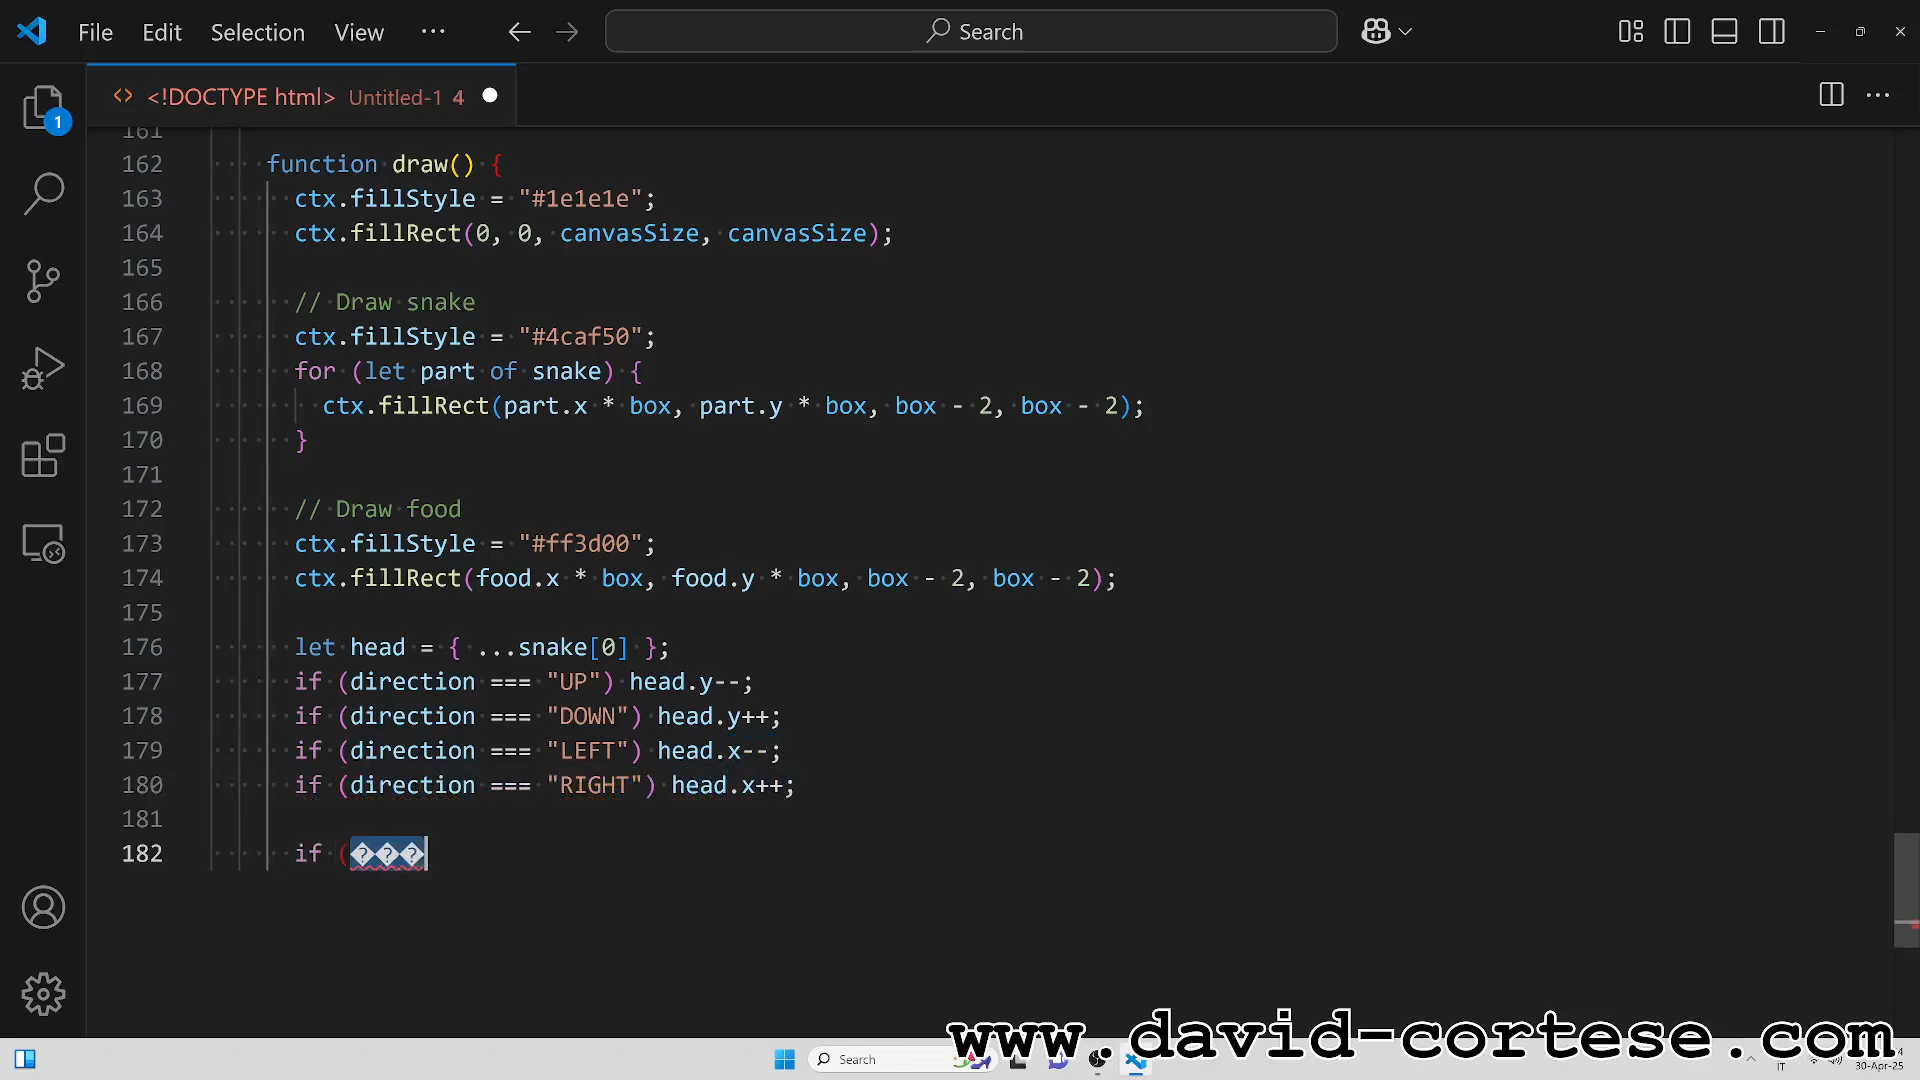 File Edit Selection View ··· Search
<!DOCTYPE html> Untitled-1 4
1
161
162 function draw() {
163 ctx.fillStyle = "#1e1e1e";
164 ctx.fillRect(0, 0, canvasSize, canvasSize);
165
166 // Draw snake
167 ctx.fillStyle = "#4caf50";
168 for (let part of snake) {
169 ctx.fillRect(part.x * box, part.y * box, box - 2, box - 2);
170 }
171
172 // Draw food
173 ctx.fillStyle = "#ff3d00";
174 ctx.fillRect(food.x * box, food.y * box, box - 2, box - 2);
175
176 let head = { ...snake[0] };
177 if (direction === "UP") head.y--;
178 if (direction === "DOWN") head.y++;
179 if (direction === "LEFT") head.x--;
180 if (direction === "RIGHT") head.x++;
181
182 if (���
www.david-cortese.com
Search
IT
30-Apr-25